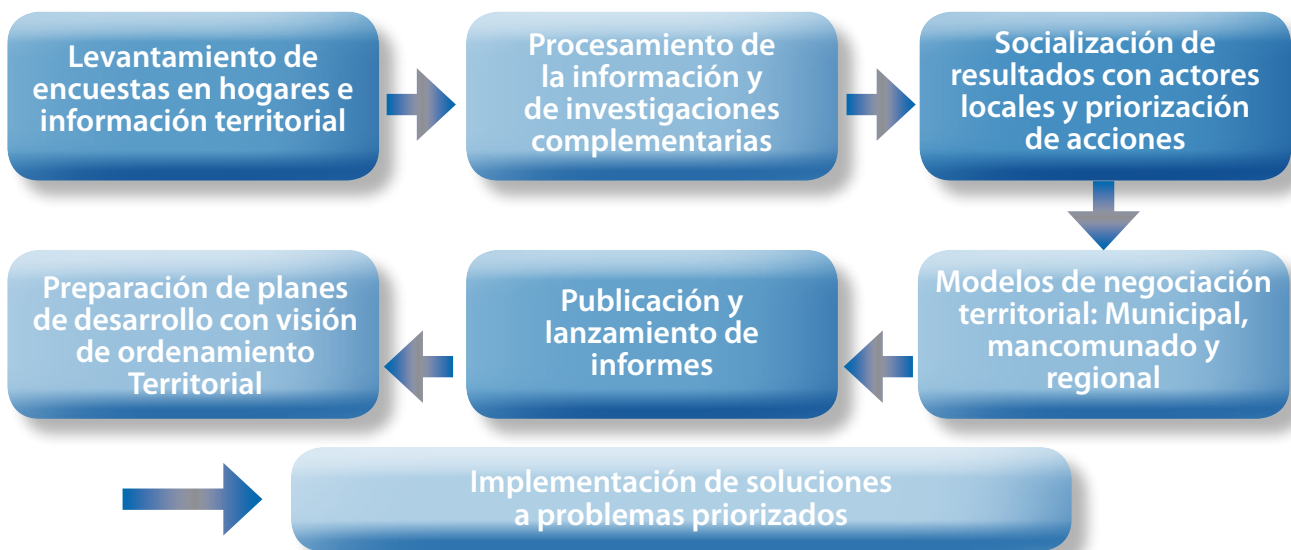 Levantamiento de
encuestas en hogares e
información territorial
Procesamiento de
la información y
de investigaciones
complementarias
Socialización de
resultados con actores
locales y priorización
de acciones
Modelos de negociación
territorial: Municipal,
mancomunado y
regional
Publicación y
lanzamiento de
informes
Preparación de planes
de desarrollo con visión
de ordenamiento
Territorial
Implementación de soluciones
a problemas priorizados